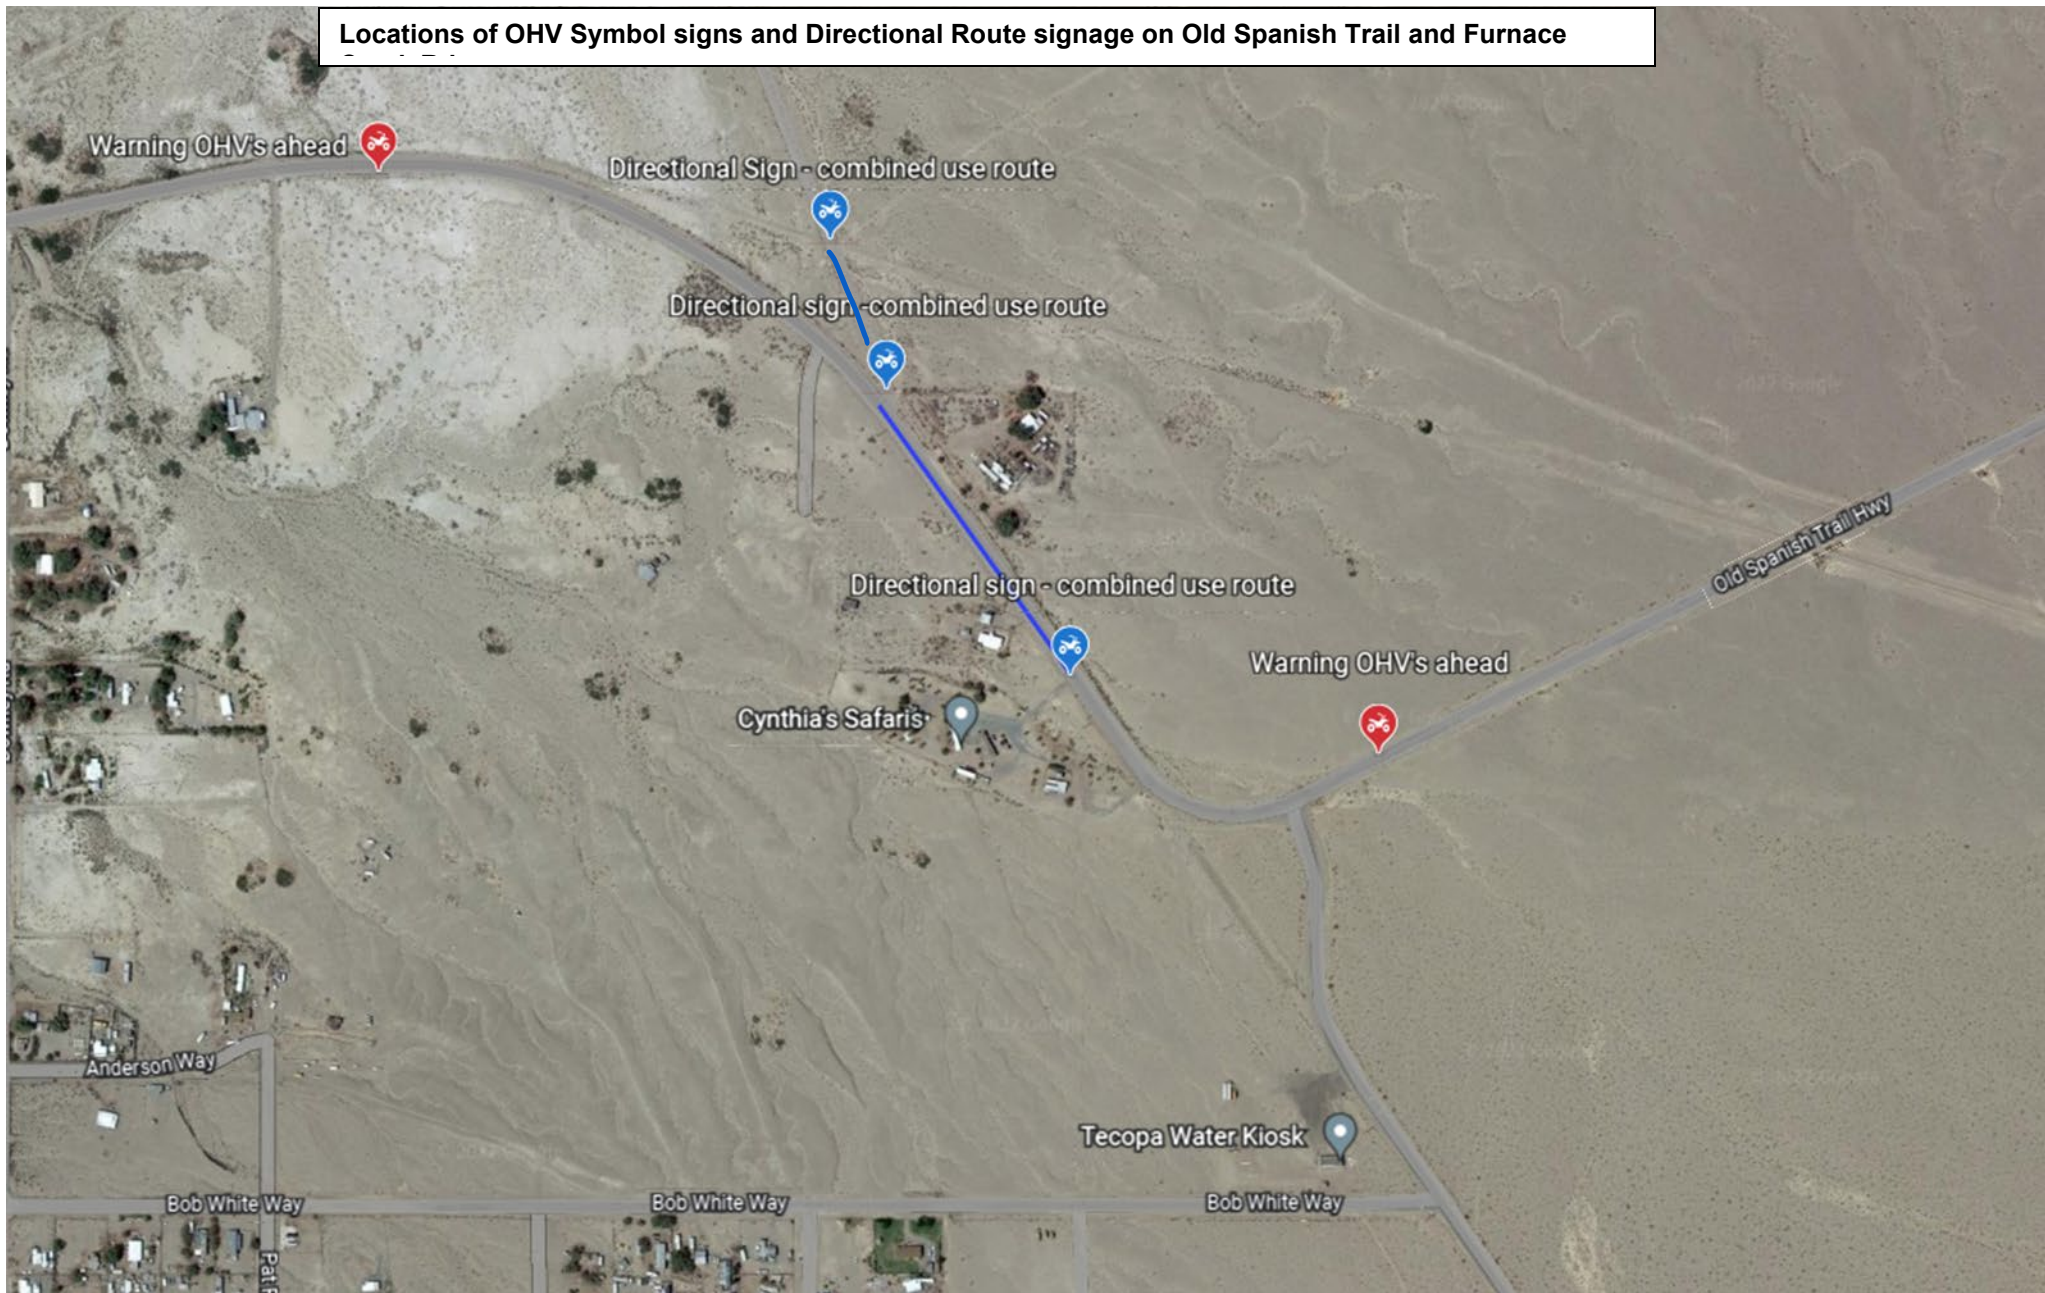 Locations of OHV Symbol signs and Directional Route signage on Old Spanish Trail and Furnace
Warning OHV's ahead
Directional Sign - combined use route
Directional sign -combined use route
Old Spanish Trail Hwy
Directional sign - combined use route
Warning OHV's ahead
Cynthia's Safaris
Anderson Way
Tecopa Water Kiosk
Bob White Way
Bob White Way
Bob White Way
Pat